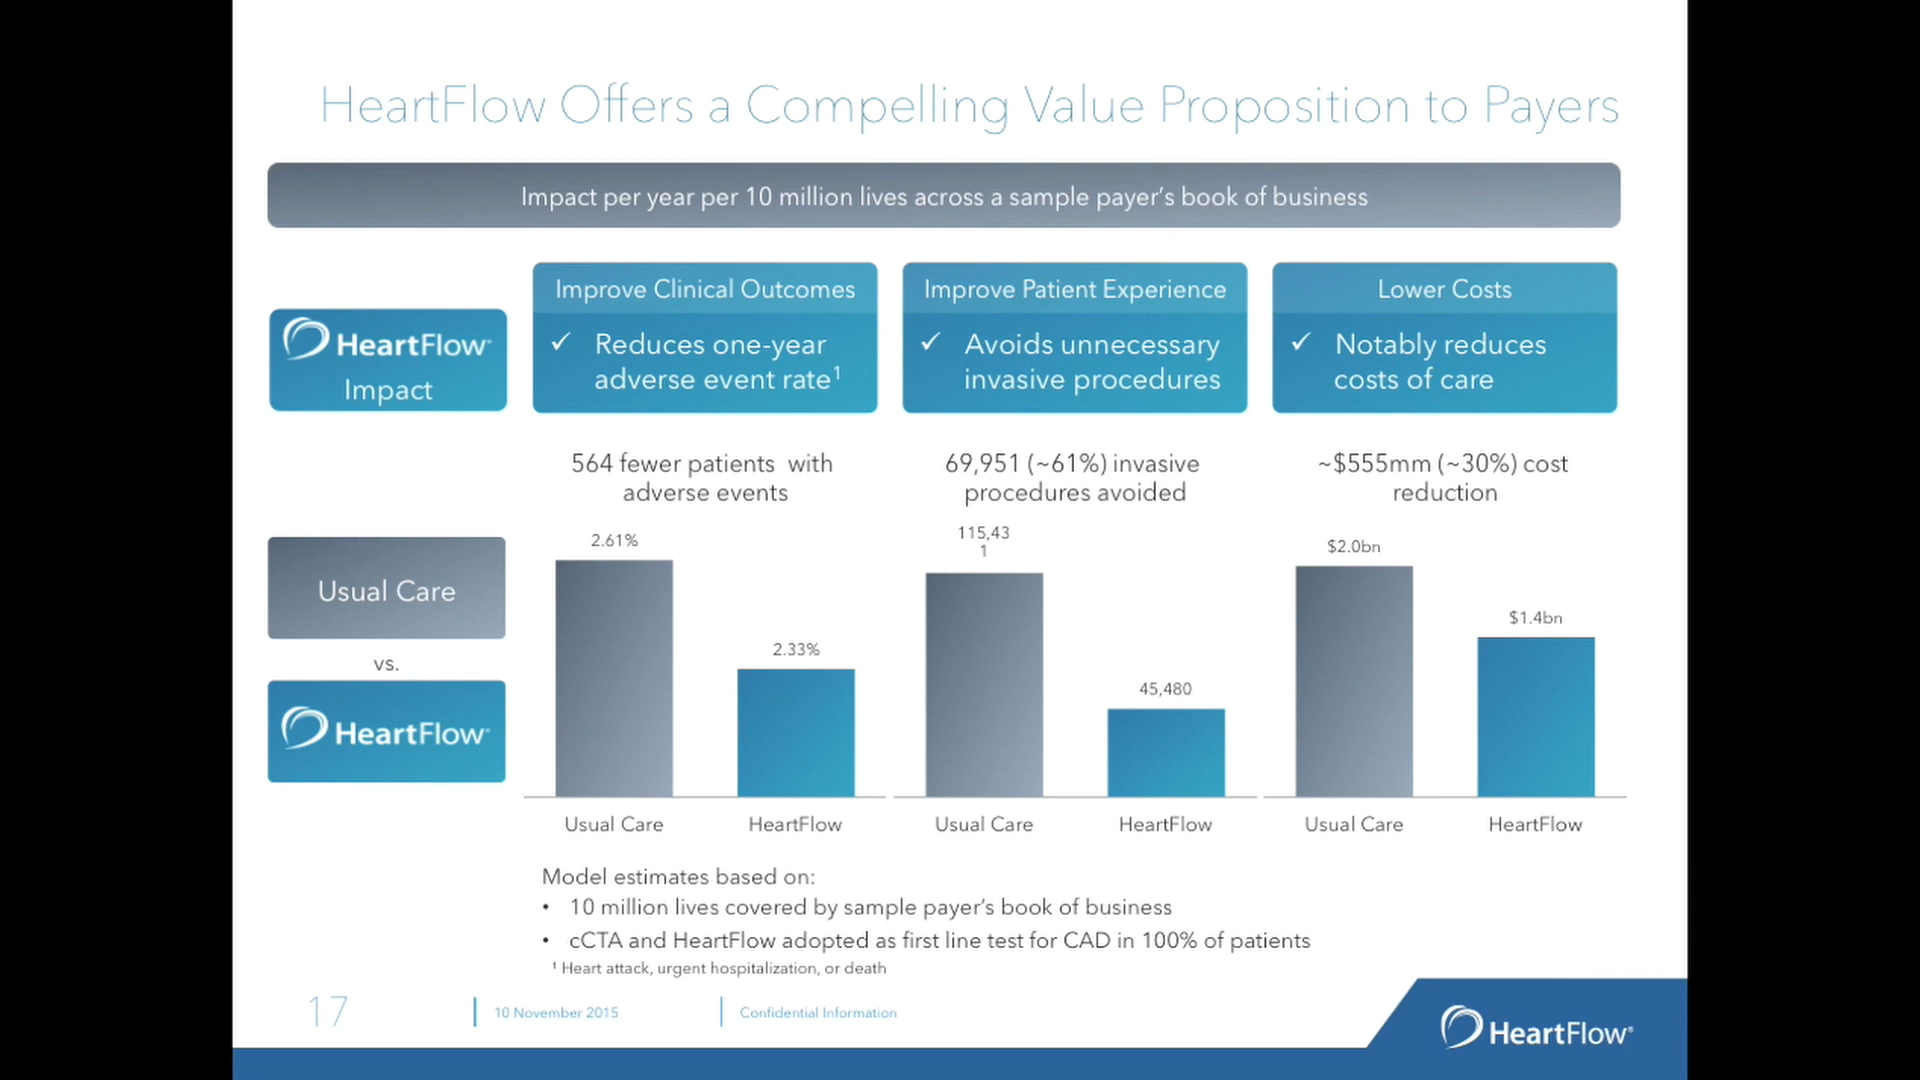 HeartFlow Offers a Compelling Value Proposition to Payers
Impact per year per 10 million lives across a sample payer's book of business
HeartFlow
Impact
Improve Clinical Outcomes
✓ Reduces one-year
adverse event rate¹
Improve Patient Experience
✓ Avoids unnecessary
invasive procedures
Lower Costs
✓ Notably reduces
costs of care
564 fewer patients with
adverse events
69,951 (~61%) invasive
procedures avoided
~$555mm (~30%) cost
reduction
Usual Care
vs.
HeartFlow
2.61%
2.33%
Usual Care
HeartFlow
115,43
1
45,480
Usual Care
HeartFlow
$2.0bn
$1.4bn
Usual Care
HeartFlow
Model estimates based on:
• 10 million lives covered by sample payer's book of business
• cCTA and HeartFlow adopted as first line test for CAD in 100% of patients
¹ Heart attack, urgent hospitalization, or death
17
10 November 2015
Confidential Information
HeartFlow®